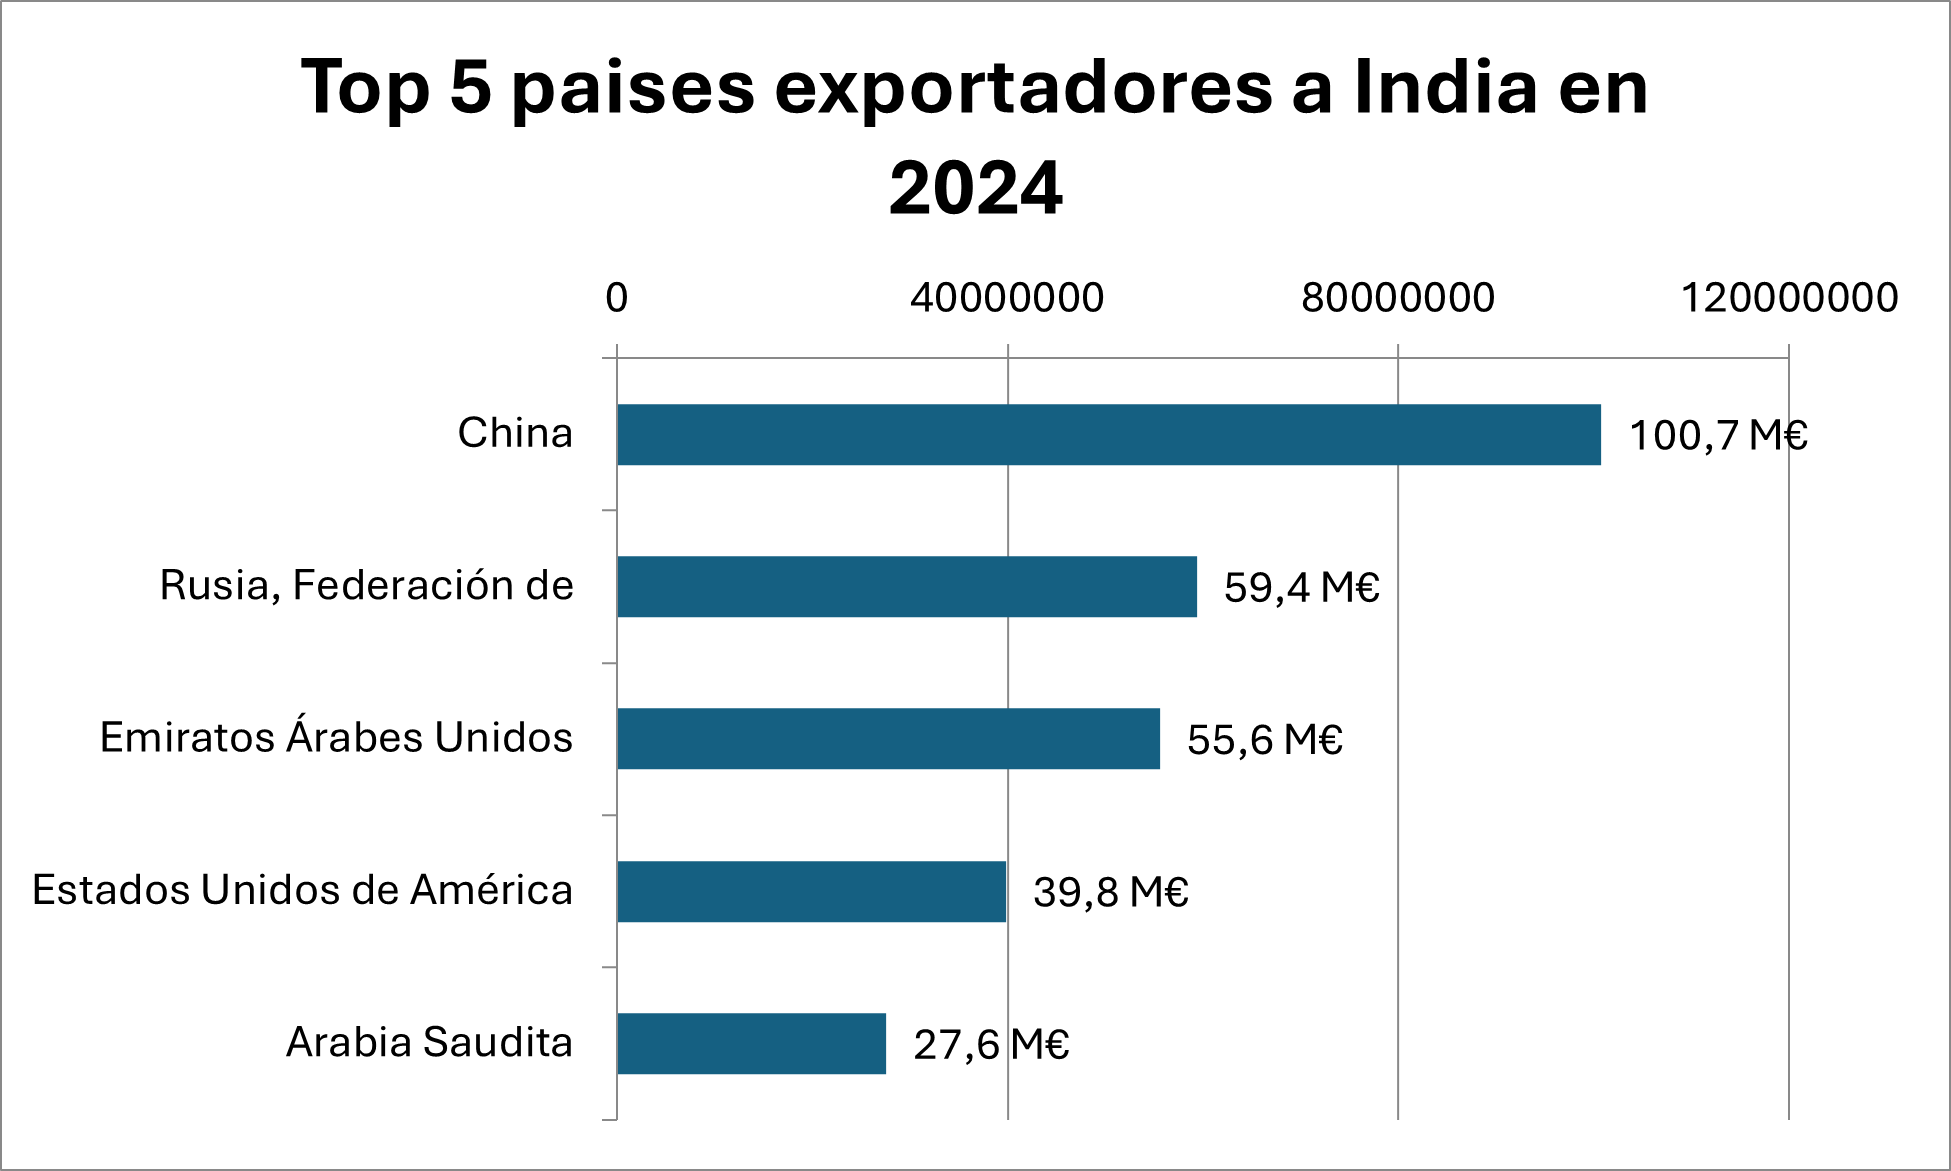 Top 5 paises exportadores a India en
2024
0 40000000 80000000 120000000
China 100,7 M€
Rusia, Federación de 59,4 M€
Emiratos Árabes Unidos 55,6 M€
Estados Unidos de América 39,8 M€
Arabia Saudita 27,6 M€